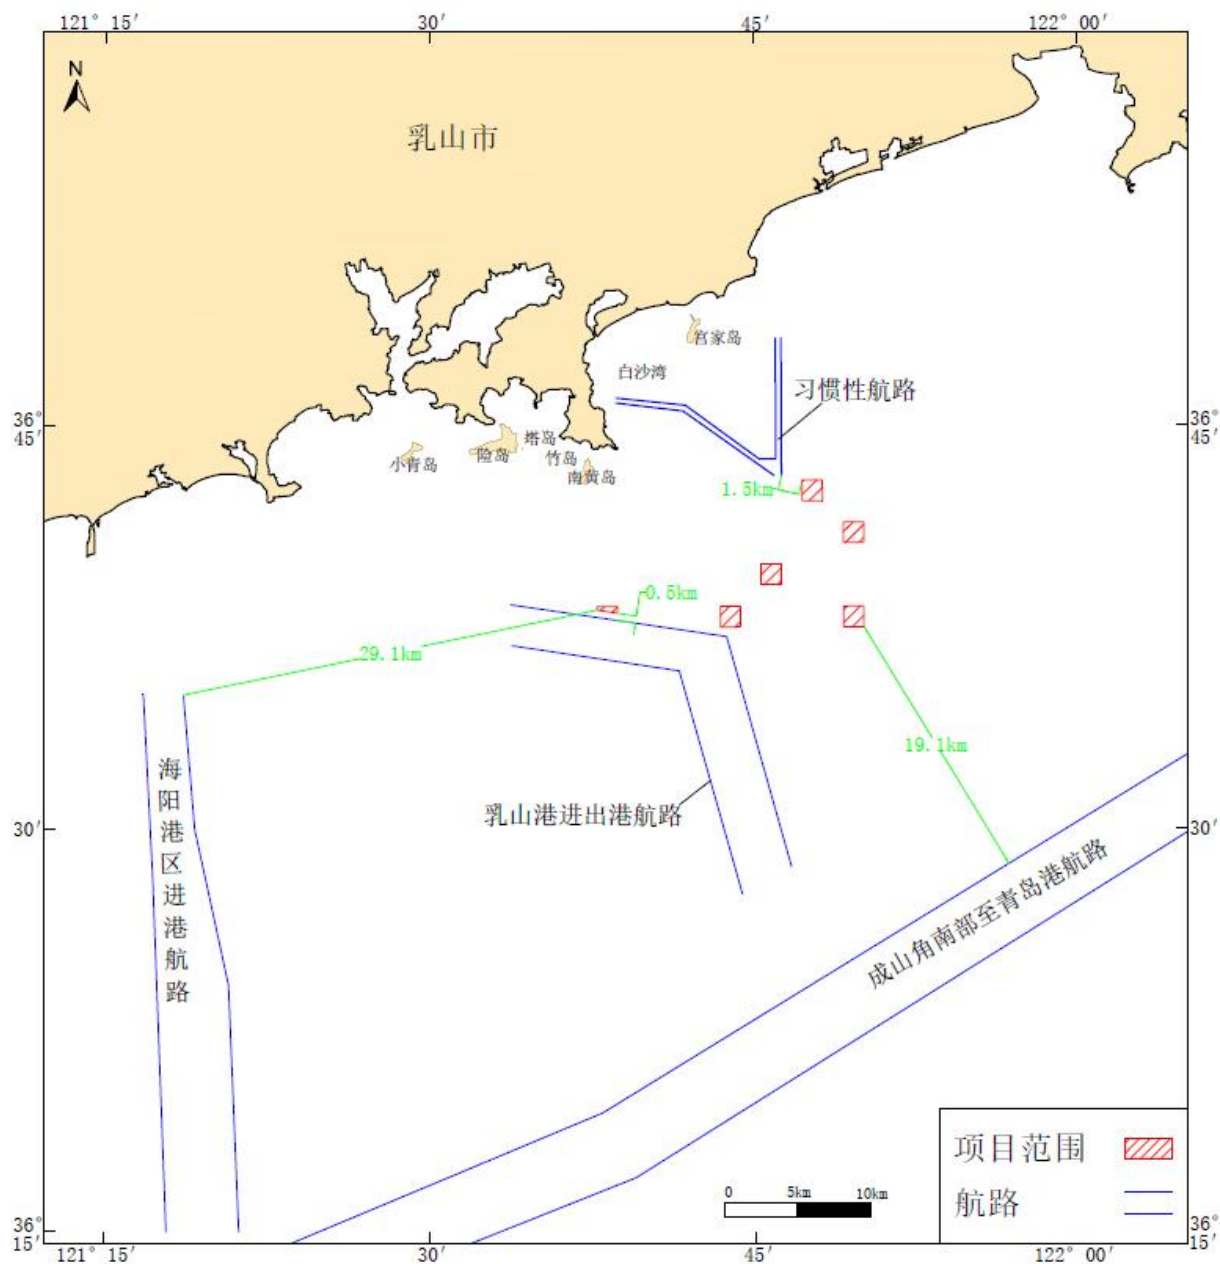 121° 15′
30′
45′
122° 00′
N
乳山市
宫家岛
白沙湾
习惯性航路
36°
45′
36°
45′
塔岛
险岛
竹岛
小青岛
南黄岛
1.5km
0.5km
29.1km
19.1km
海阳港区进港航路
乳山港进出港航路
30′
30′
成山角南部至青岛港航路
项目范围
航路
0
5km
10km
36°
15′
36°
15′
121° 15′
30′
45′
122° 00′